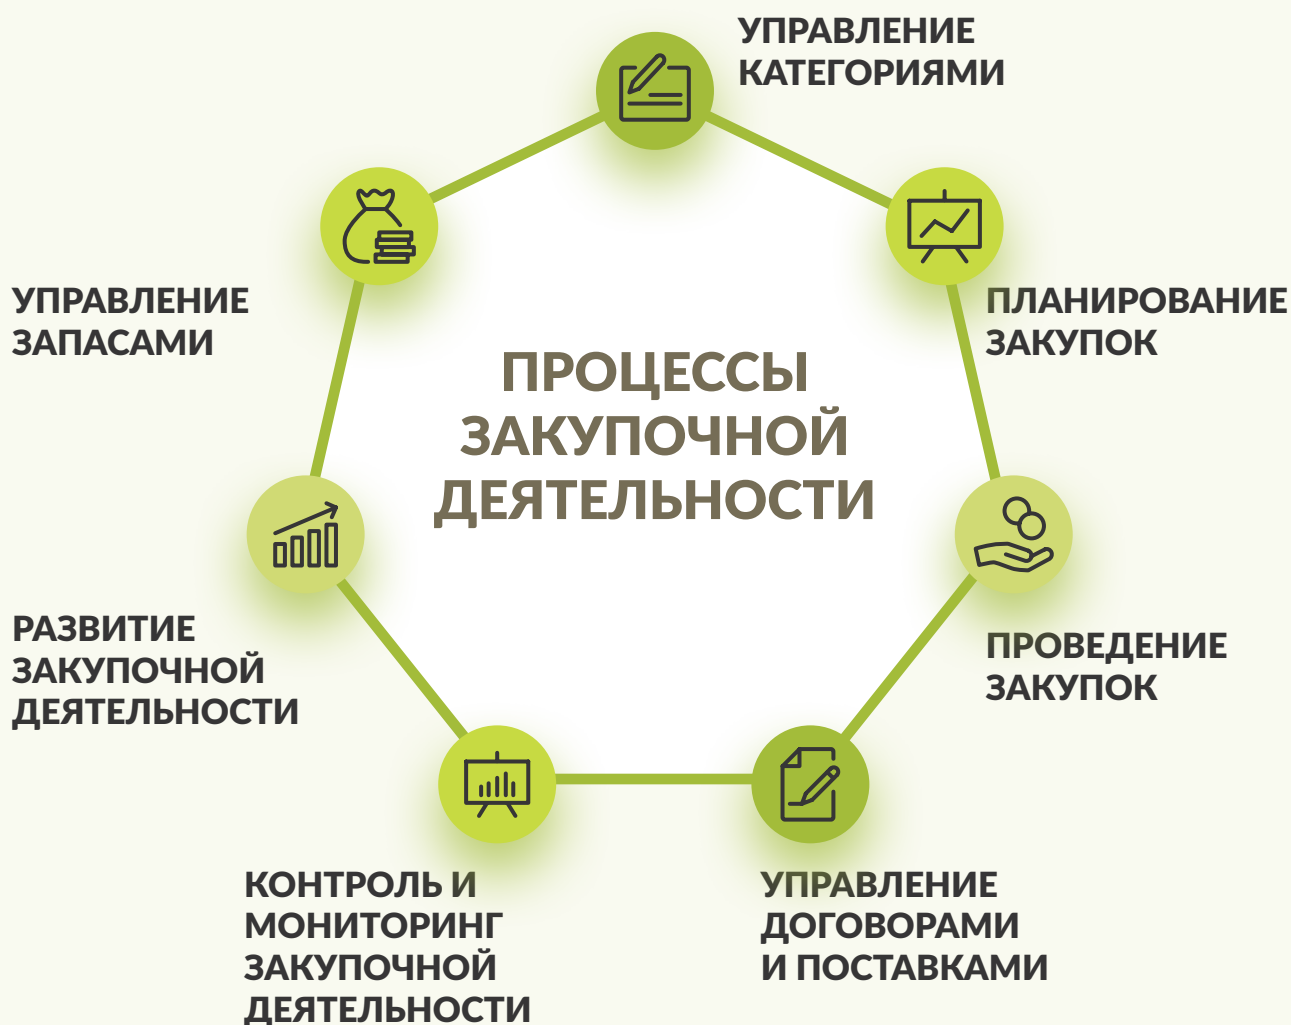 УПРАВЛЕНИЕ
КАТЕГОРИЯМИ
ПЛАНИРОВАНИЕ
ЗАКУПОК
ПРОВЕДЕНИЕ
ЗАКУПОК
УПРАВЛЕНИЕ
ДОГОВОРАМИ
И ПОСТАВКАМИ
КОНТРОЛЬ И
МОНИТОРИНГ
ЗАКУПОЧНОЙ
ДЕЯТЕЛЬНОСТИ
РАЗВИТИЕ
ЗАКУПОЧНОЙ
ДЕЯТЕЛЬНОСТИ
УПРАВЛЕНИЕ
ЗАПАСАМИ
ПРОЦЕССЫ
ЗАКУПОЧНОЙ
ДЕЯТЕЛЬНОСТИ